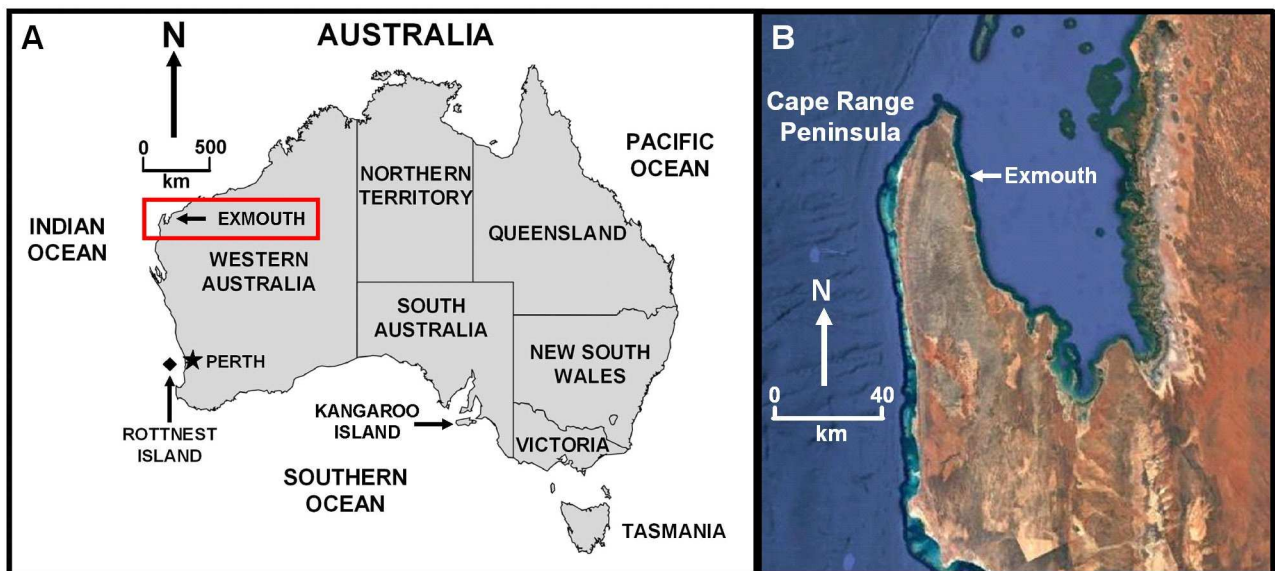 A
N
AUSTRALIA
0 500
km
PACIFIC
OCEAN
NORTHERN
TERRITORY
INDIAN
OCEAN
EXMOUTH
QUEENSLAND
WESTERN
AUSTRALIA
SOUTH
AUSTRALIA
PERTH
NEW SOUTH
WALES
ROTTNEST
ISLAND
KANGAROO
ISLAND
VICTORIA
SOUTHERN
OCEAN
TASMANIA
B
Cape Range
Peninsula
Exmouth
N
0 40
km